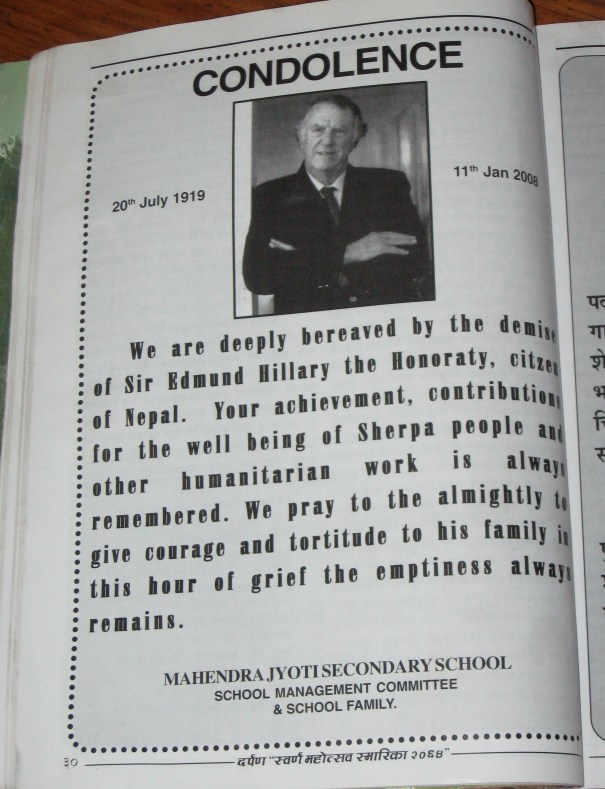 CONDOLENCE
20th July 1919
11th Jan 2008
We are deeply bereaved by the demise
of Sir Edmund Hillary the Honoraty, citzen
of Nepal. Your achievement, contributions
for the well being of Sherpa people and
other humanitarian work is always
remembered. We pray to the almightly to
give courage and tortitude to his family in
this hour of grief the emptiness always
remains.
MAHENDRA JYOTI SECONDARY SCHOOL
SCHOOL MANAGEMENT COMMITTEE
& SCHOOL FAMILY.
३० दर्पण "स्वर्ण महोत्सव स्मारिका २०६४"